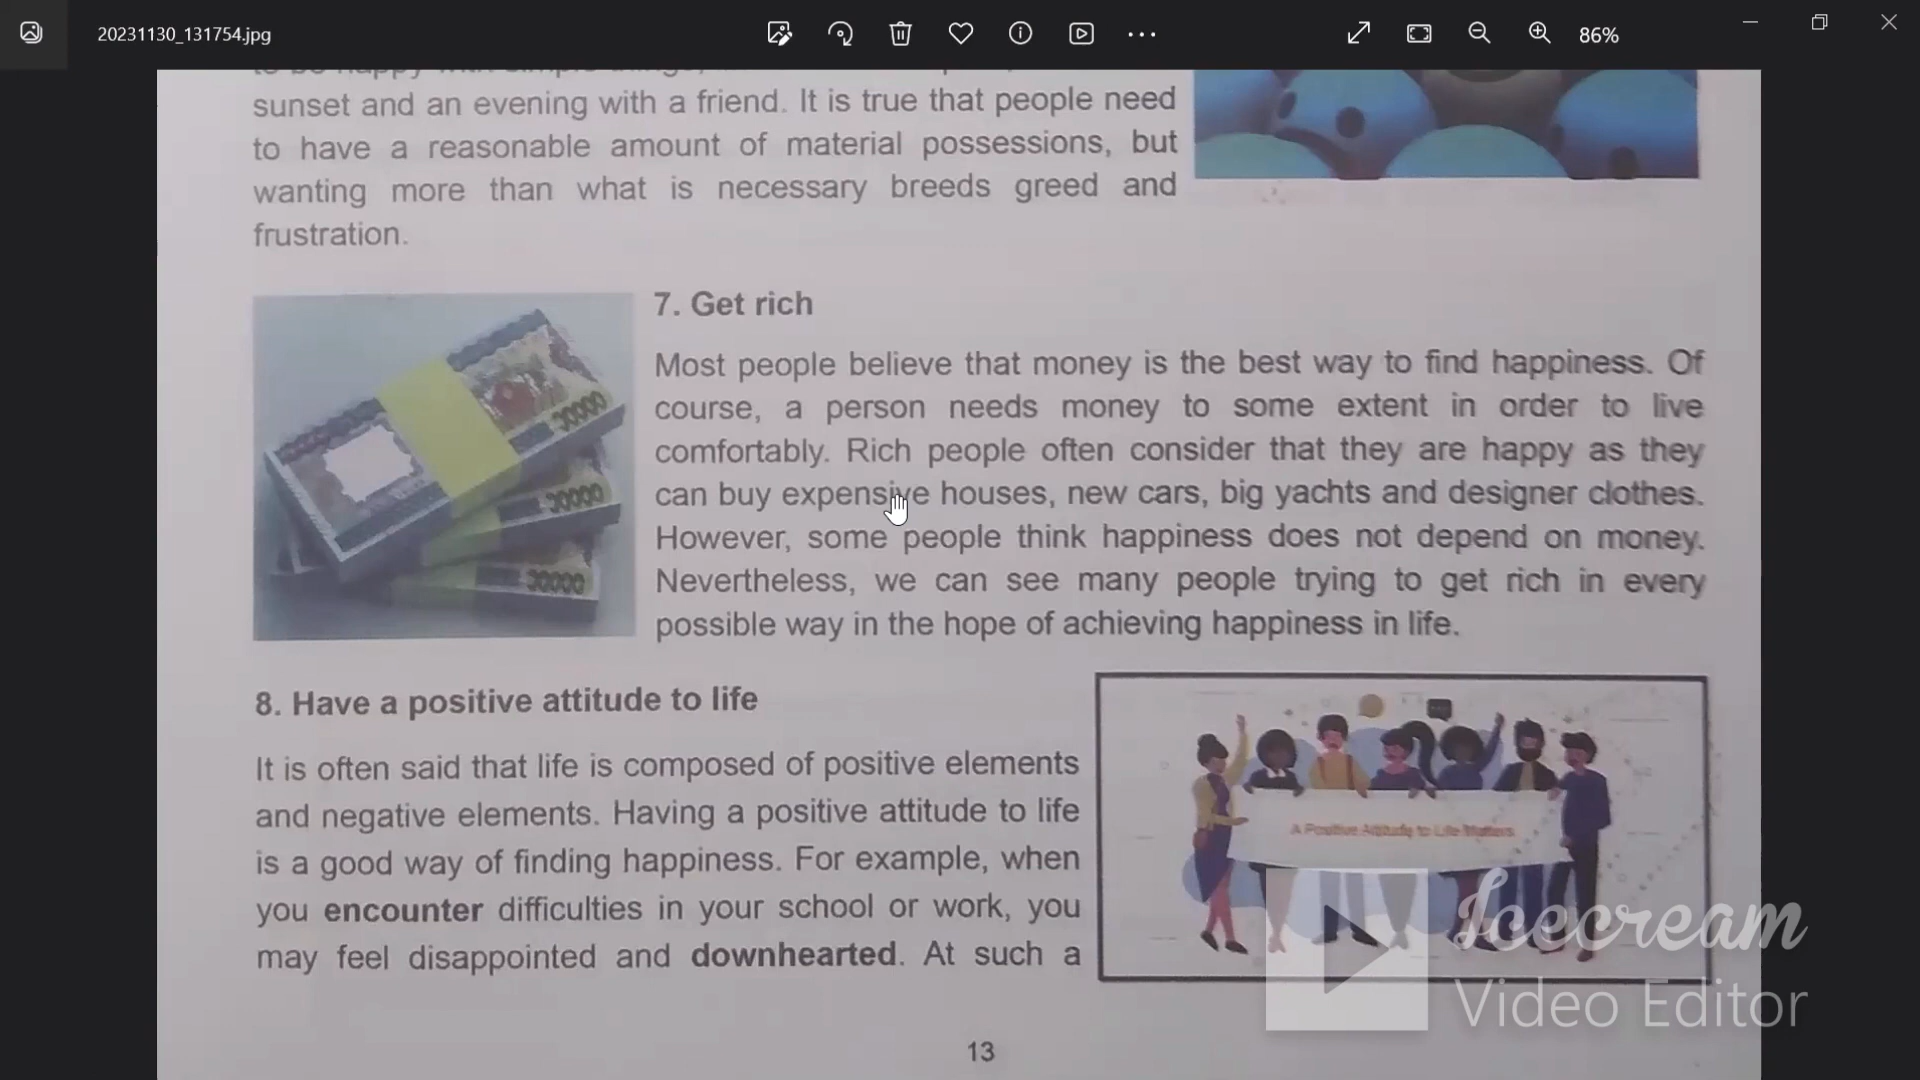 20231130_131754.jpg
86%
sunset and an evening with a friend. It is true that people need
to have a reasonable amount of material possessions, but
wanting more than what is necessary breeds greed and
frustration.
7. Get rich
Most people believe that money is the best way to find happiness. Of
course, a person needs money to some extent in order to live
comfortably. Rich people often consider that they are happy as they
can buy expensive houses, new cars, big yachts and designer clothes.
However, some people think happiness does not depend on money.
Nevertheless, we can see many people trying to get rich in every
possible way in the hope of achieving happiness in life.
8. Have a positive attitude to life
It is often said that life is composed of positive elements
and negative elements. Having a positive attitude to life
is a good way of finding happiness. For example, when
you encounter difficulties in your school or work, you
may feel disappointed and downhearted. At such a
A Positive Attitude to Life Matters
Icecream
Video Editor
13